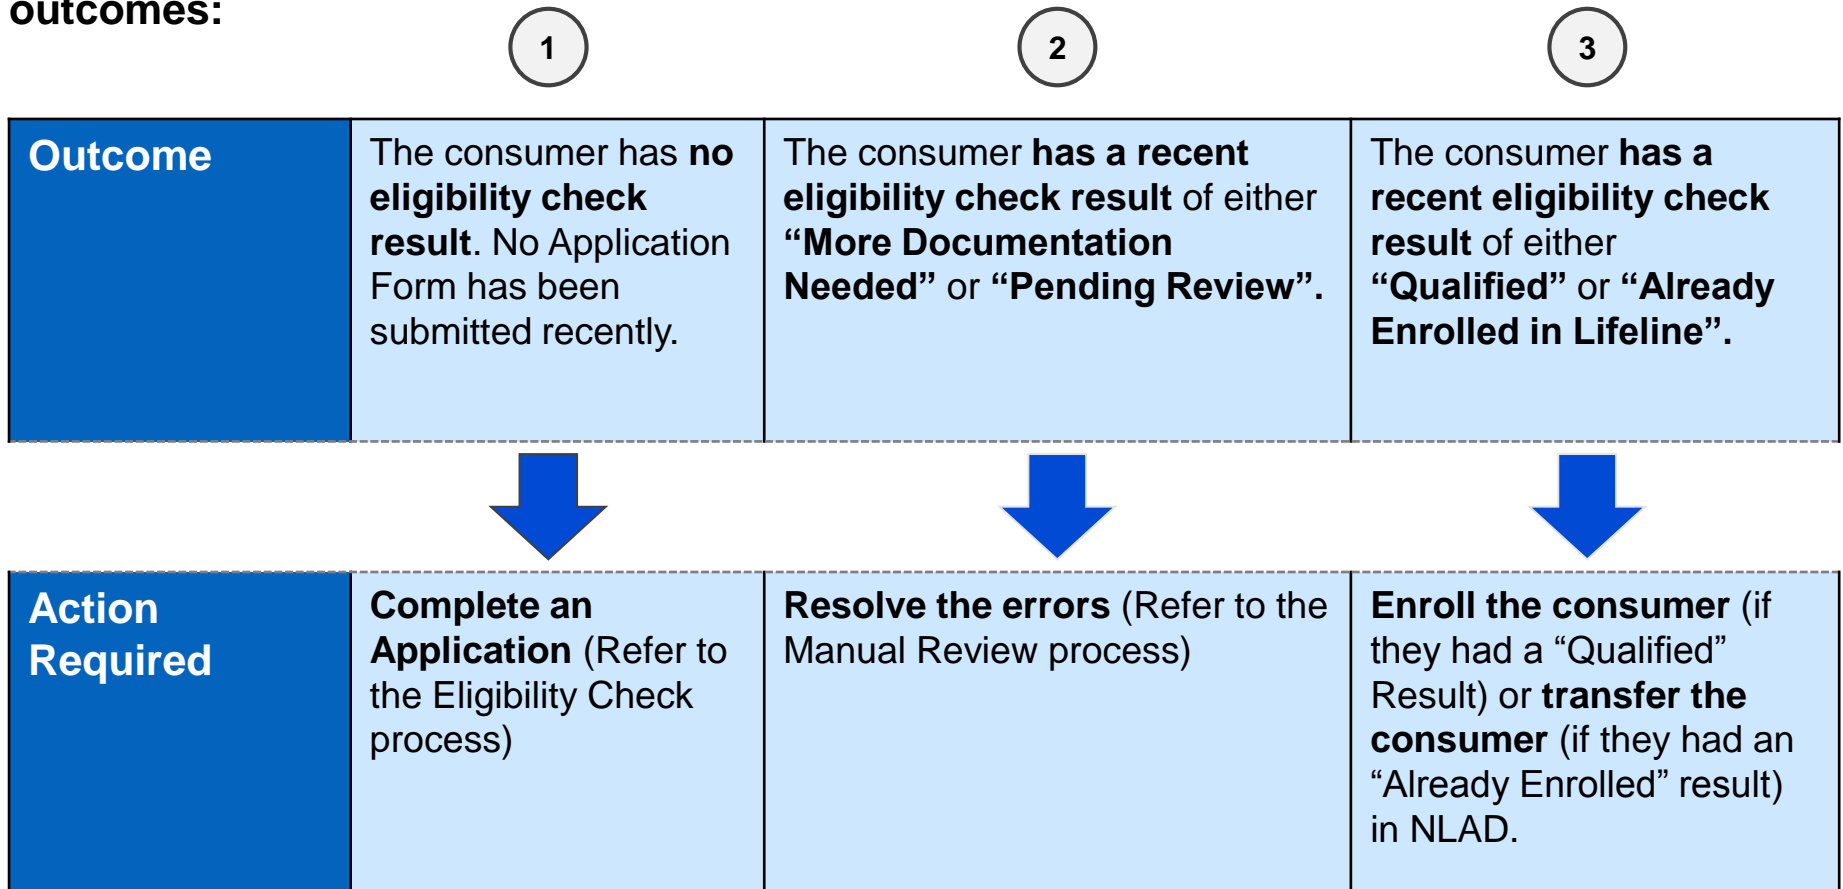 outcomes:
1
2
3
Outcome
The consumer has no
eligibility check
result. No Application
Form has been
submitted recently.
The consumer has a recent
eligibility check result of either
“More Documentation
Needed” or “Pending Review”.
The consumer has a
recent eligibility check
result of either
“Qualified” or “Already
Enrolled in Lifeline”.
Action
Required
Complete an
Application (Refer to
the Eligibility Check
process)
Resolve the errors (Refer to the
Manual Review process)
Enroll the consumer (if
they had a “Qualified”
Result) or transfer the
consumer (if they had an
“Already Enrolled” result)
in NLAD.